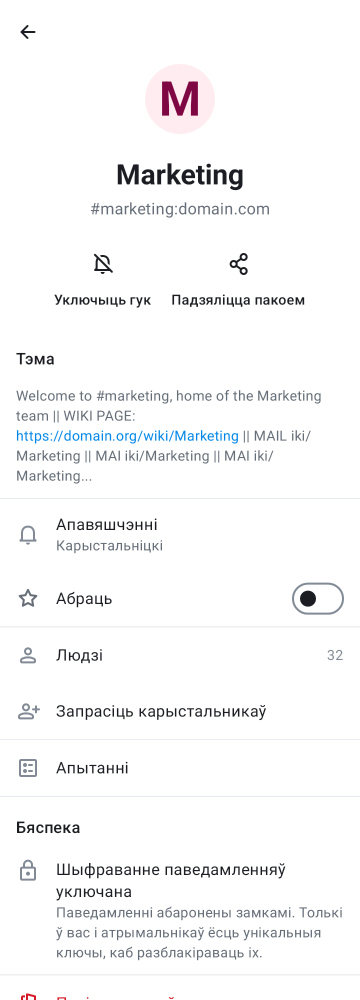 M
Marketing
#marketing:domain.com
Уключыць гук
Падзяліцца пакоем
Тэма
Welcome to #marketing, home of the Marketing
team || WIKI PAGE:
https://domain.org/wiki/Marketing || MAIL iki/
Marketing || MAI iki/Marketing || MAI iki/
Marketing...
Апавяшчэнні
Карыстальніцкі
Абраць
Людзі
32
Запрасіць карыстальнікаў
Апытанні
Бяспека
Шыфраванне паведамленняў
уключана
Паведамленні абаронены замкамі. Толькі
ў вас і атрымальнікаў ёсць унікальныя
ключы, каб разблакіраваць іх.